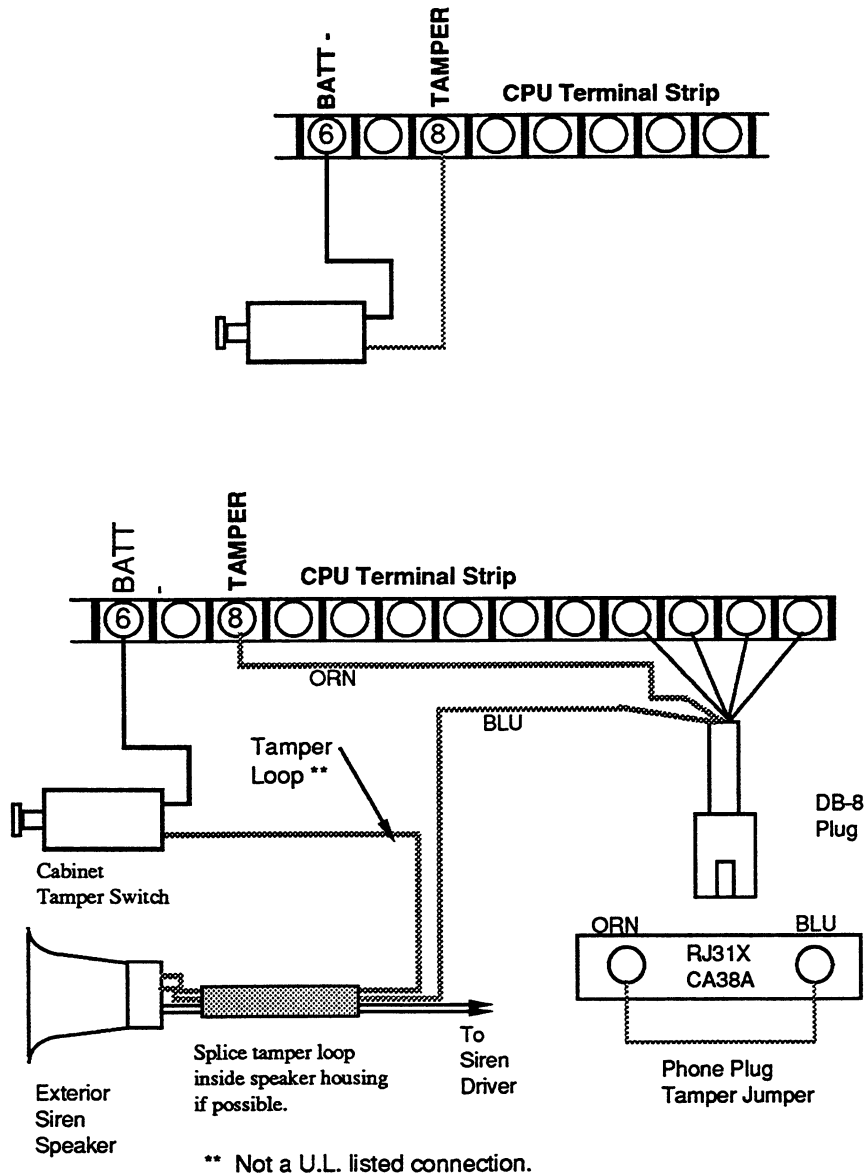 BATT -
TAMPER
CPU Terminal Strip
6
8
BATT -
TAMPER
CPU Terminal Strip
6
8
ORN
BLU
Tamper
Loop **
DB-8
Plug
Cabinet
Tamper Switch
ORN
BLU
RJ31X
CA38A
To
Siren
Driver
Splice tamper loop
inside speaker housing
if possible.
Phone Plug
Tamper Jumper
Exterior
Siren
Speaker
** Not a U.L. listed connection.